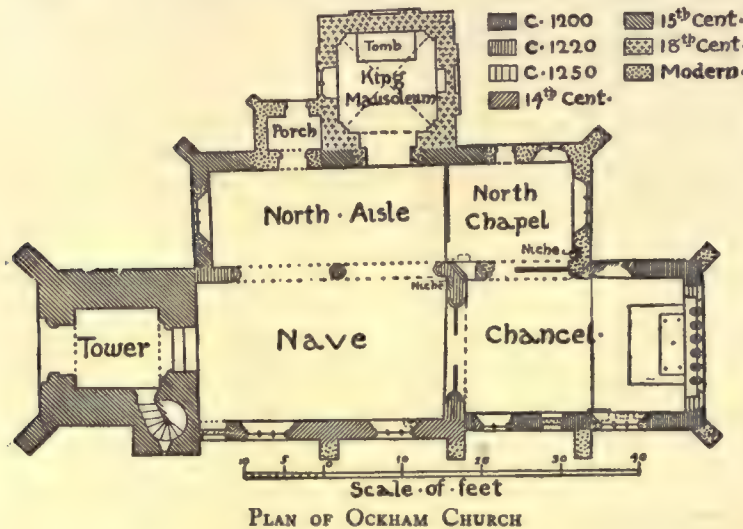 C·1200
C·1220
C·1250
14th Cent·
15th Cent·
18th Cent·
Modern·
Tomb
King
Mausoleum
Porch
North · Aisle
North
Chapel
Niche
Niche
Tower
Nave
Chancel·
10 5 0 10 20 30 40
Scale · of · feet
PLAN OF OCKHAM CHURCH